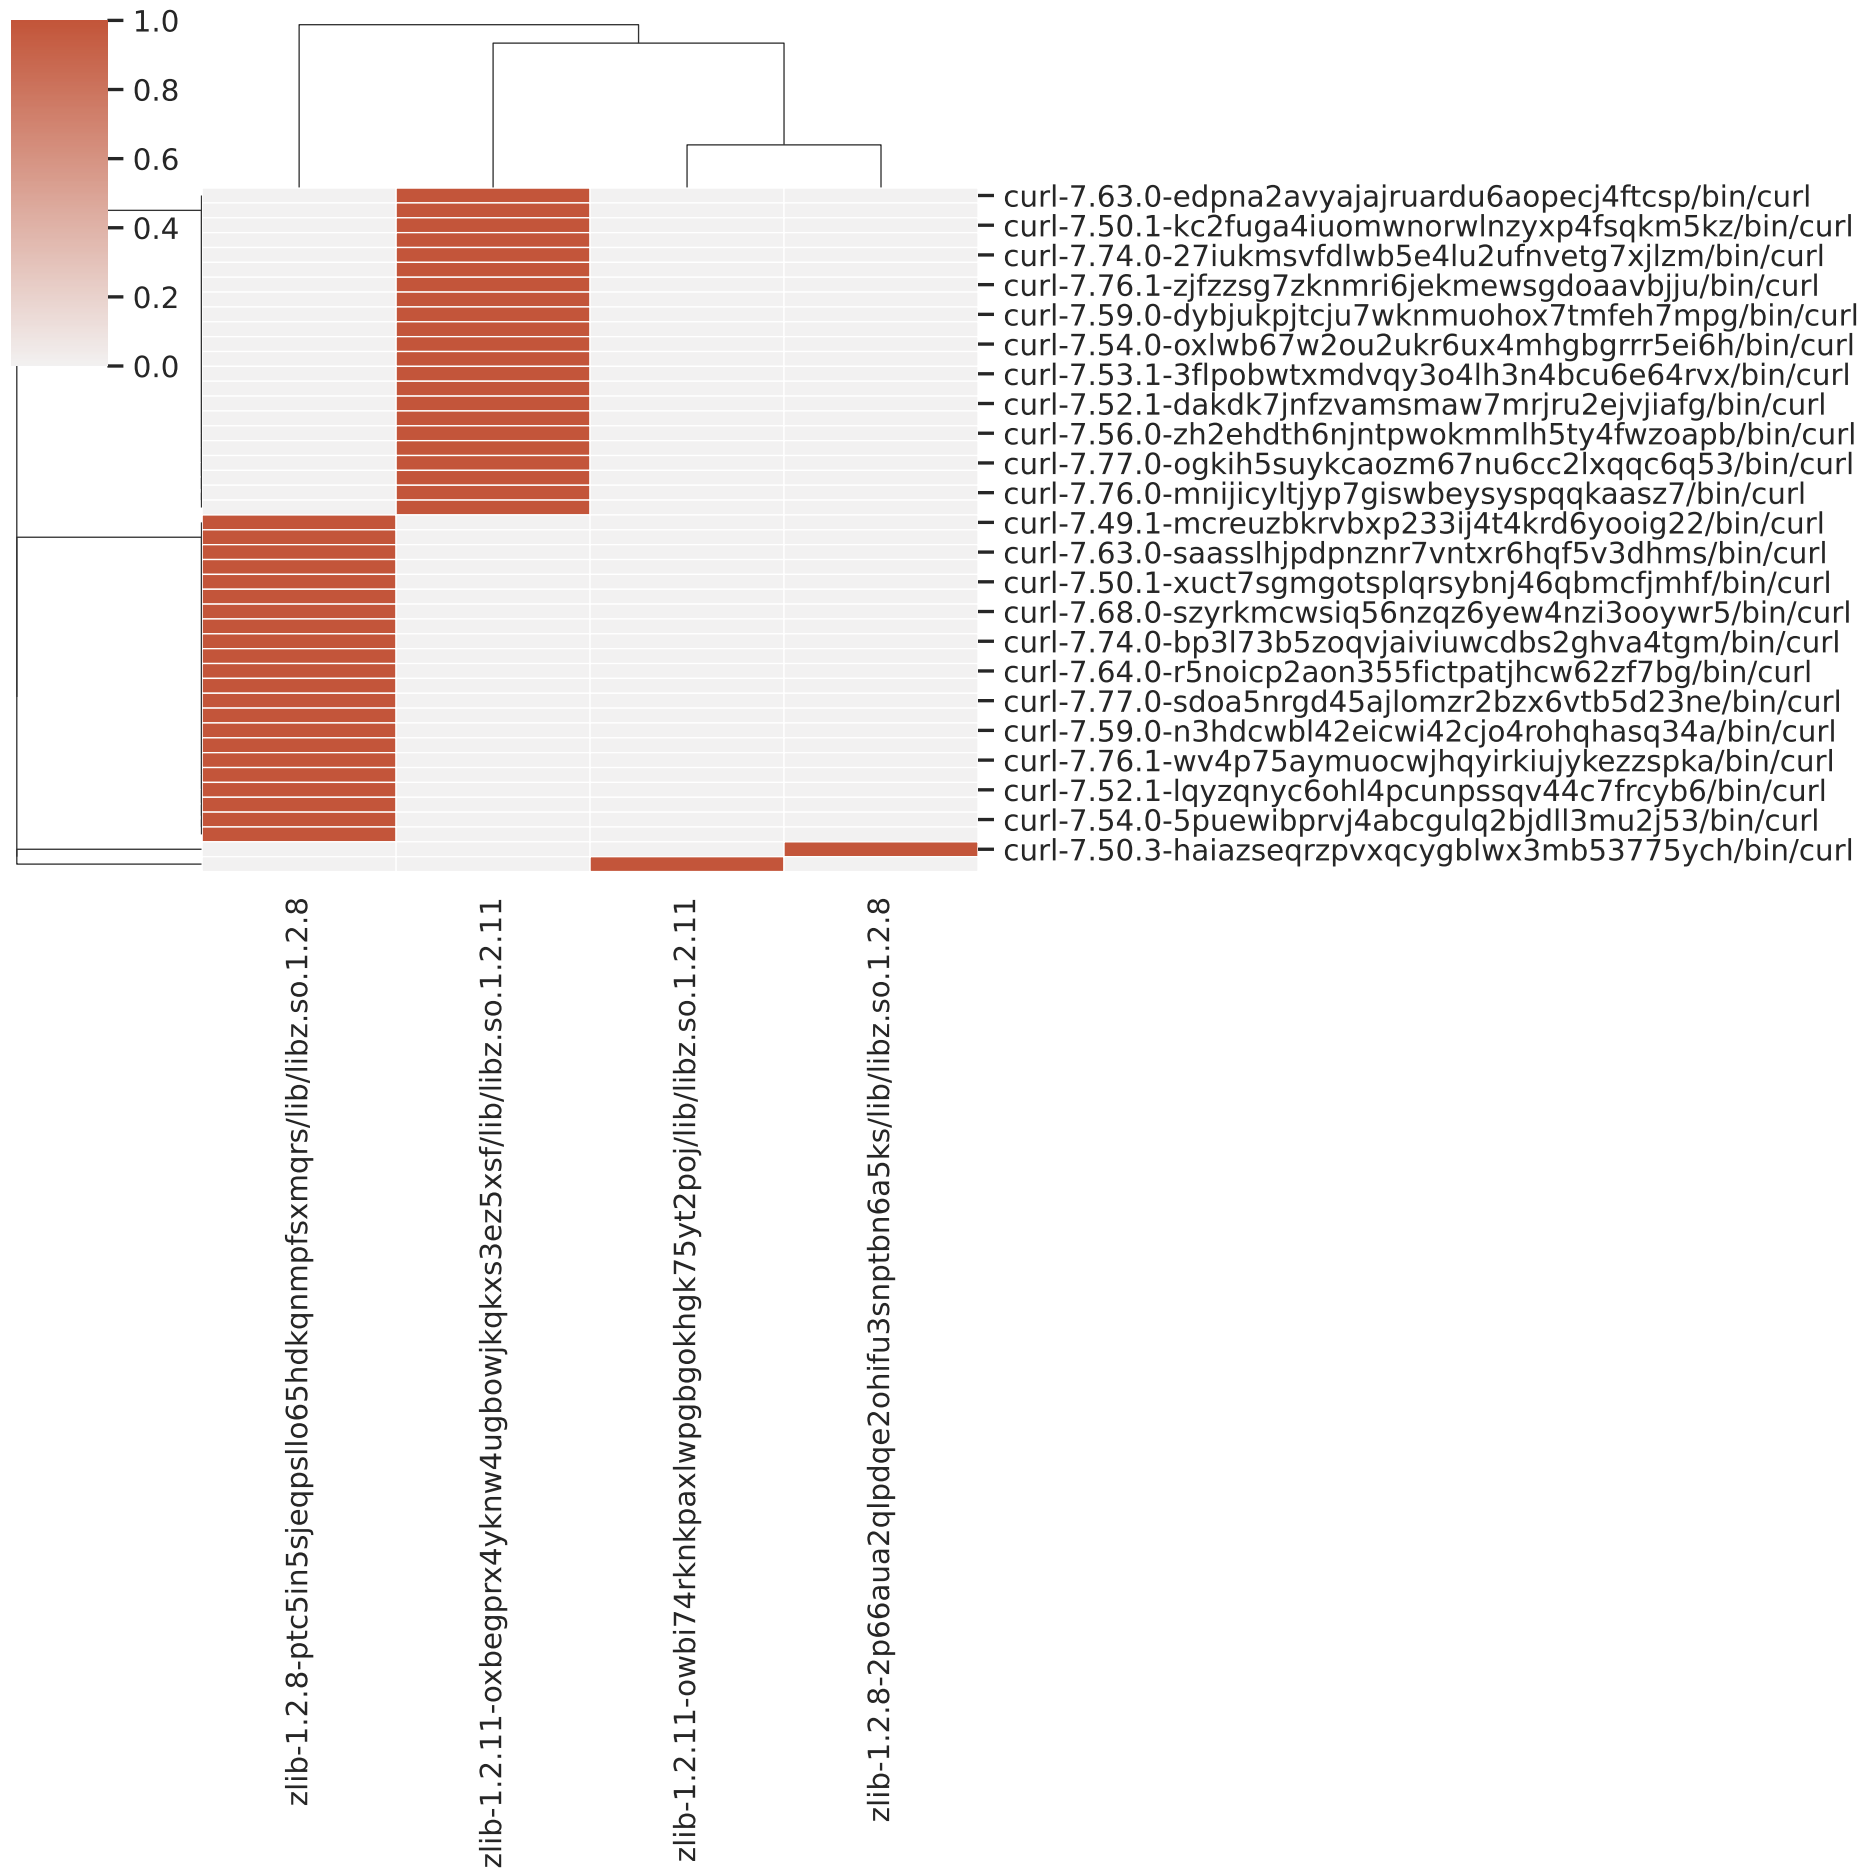 1.0
0.8
0.6
0.4
0.2
0.0
curl-7.63.0-edpna2avyajajruardu6aopecj4ftcsp/bin/curl
curl-7.50.1-kc2fuga4iuomwnorwlnzyxp4fsqkm5kz/bin/curl
curl-7.74.0-27iukmsvfdlwb5e4lu2ufnvetg7xjlzm/bin/curl
curl-7.76.1-zjfzzsg7zknmri6jekmewsgdoaavbjju/bin/curl
curl-7.59.0-dybjukpjtcju7wknmuohox7tmfeh7mpg/bin/curl
curl-7.54.0-oxlwb67w2ou2ukr6ux4mhgbgrrr5ei6h/bin/curl
curl-7.53.1-3flpobwtxmdvqy3o4lh3n4bcu6e64rvx/bin/curl
curl-7.52.1-dakdk7jnfzvamsmaw7mrjru2ejvjiafg/bin/curl
curl-7.56.0-zh2ehdth6njntpwokmmlh5ty4fwzoapb/bin/curl
curl-7.77.0-ogkih5suykcaozm67nu6cc2lxqqc6q53/bin/curl
curl-7.76.0-mnijicyltjyp7giswbeysyspqqkaasz7/bin/curl
curl-7.49.1-mcreuzbkrvbxp233ij4t4krd6yooig22/bin/curl
curl-7.63.0-saasslhjpdpnznr7vntxr6hqf5v3dhms/bin/curl
curl-7.50.1-xuct7sgmgotsplqrsybnj46qbmcfjmhf/bin/curl
curl-7.68.0-szyrkmcwsiq56nzqz6yew4nzi3ooywr5/bin/curl
curl-7.74.0-bp3l73b5zoqvjaiviuwcdbs2ghva4tgm/bin/curl
curl-7.64.0-r5noicp2aon355fictpatjhcw62zf7bg/bin/curl
curl-7.77.0-sdoa5nrgd45ajlomzr2bzx6vtb5d23ne/bin/curl
curl-7.59.0-n3hdcwbl42eicwi42cjo4rohqhasq34a/bin/curl
curl-7.76.1-wv4p75aymuocwjhqyirkiujykezzspka/bin/curl
curl-7.52.1-lqyzqnyc6ohl4pcunpssqv44c7frcyb6/bin/curl
curl-7.54.0-5puewibprvj4abcgulq2bjdll3mu2j53/bin/curl
curl-7.50.3-haiazseqrzpvxqcygblwx3mb53775ych/bin/curl
zlib-1.2.8-ptc5in5sjeqpsllo65hdkqnmpfsxmqrs/lib/libz.so.1.2.8
zlib-1.2.11-oxbegprx4yknw4ugbowjkqkxs3ez5xsf/lib/libz.so.1.2.11
zlib-1.2.11-owbi74rknkpaxlwpgbgokhgk75yt2poj/lib/libz.so.1.2.11
zlib-1.2.8-2p66aua2qlpdqe2ohifu3snptbn6a5ks/lib/libz.so.1.2.8